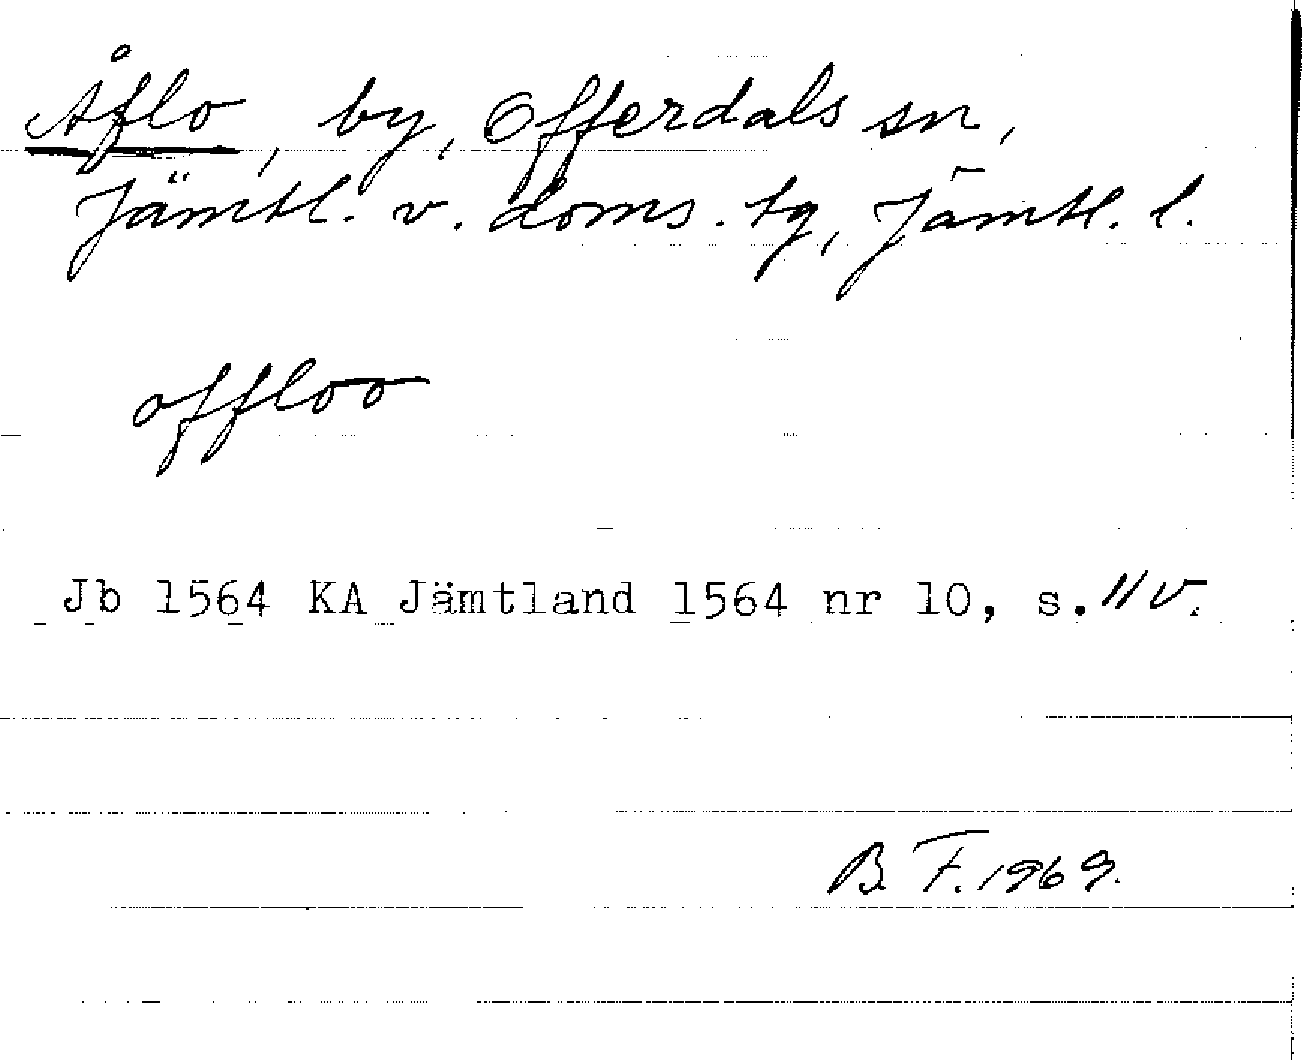 Åflo, by, Offerdals sn,
Jämtl. v. doms. tg, Jämtl. l.
offloo
Jb 1564 KA Jämtland 1564 nr 10, s. 11 v.
B. F. 1969.